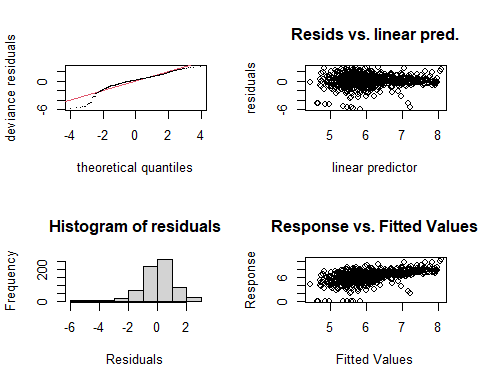 deviance residuals
-6 0
-4 -2 0 2 4
theoretical quantiles
Resids vs. linear pred.
residuals
-6 0
5 6 7 8
linear predictor
Histogram of residuals
Frequency
0 200
-6 -4 -2 0 2
Residuals
Response vs. Fitted Values
Response
0 6
5 6 7 8
Fitted Values